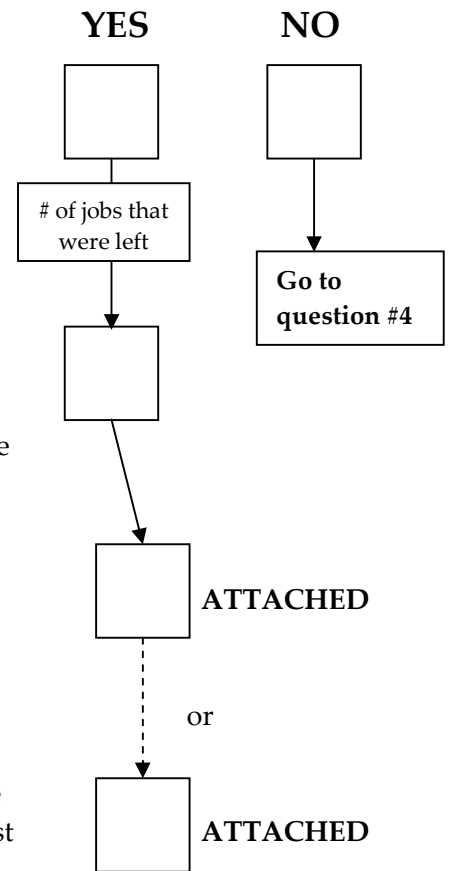 YES NO
# of jobs that
were left
Go to
question #4
ATTACHED
or
ATTACHED